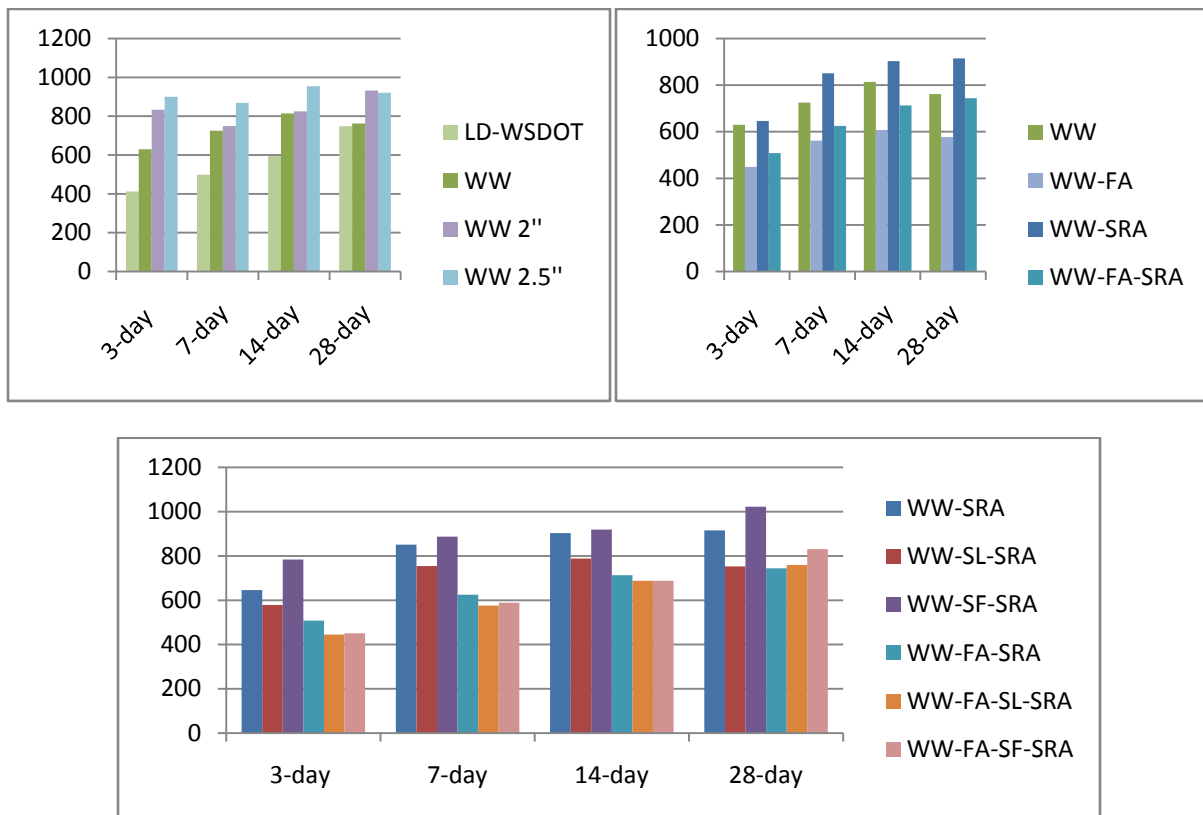 1200
1000
800
600
400
200
0
3-day
7-day
14-day
28-day
LD-WSDOT
WW
WW 2''
WW 2.5''
1000
800
600
400
200
0
3-day
7-day
14-day
28-day
WW
WW-FA
WW-SRA
WW-FA-SRA
1200
1000
800
600
400
200
0
3-day
7-day
14-day
28-day
WW-SRA
WW-SL-SRA
WW-SF-SRA
WW-FA-SRA
WW-FA-SL-SRA
WW-FA-SF-SRA